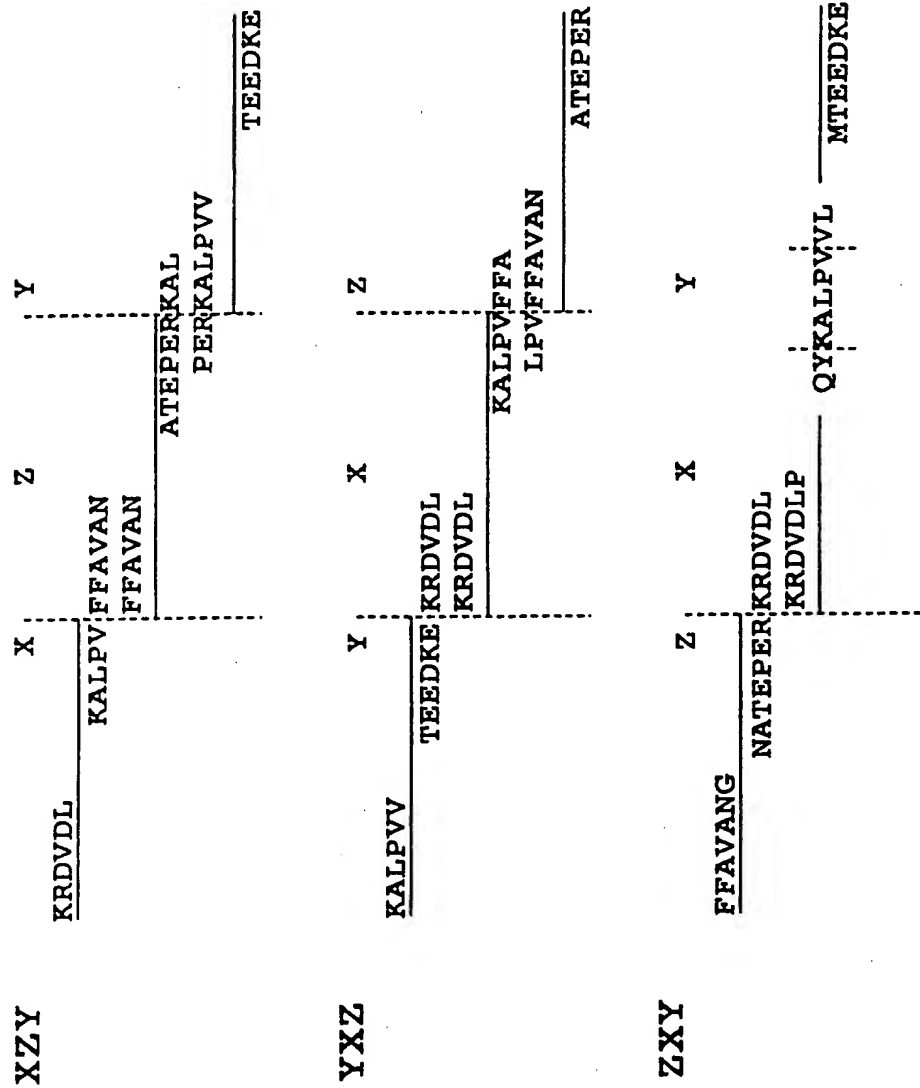 XZY
X Z Y
KRDVDL
KALPV FFAVAN
FFAVAN
ATEPERKAL
PERKALPVV
TEEDKE
YXZ
Y X Z
KALPVV
TEEDKE KRDVDL
KRDVDL
KALPVFFA
LPVFFAVAN
ATEPER
ZXY
Z X Y
FFAVANG
NATEPER KRDVDL
KRDVDLP
QYKALPVVL
MTEEDKE